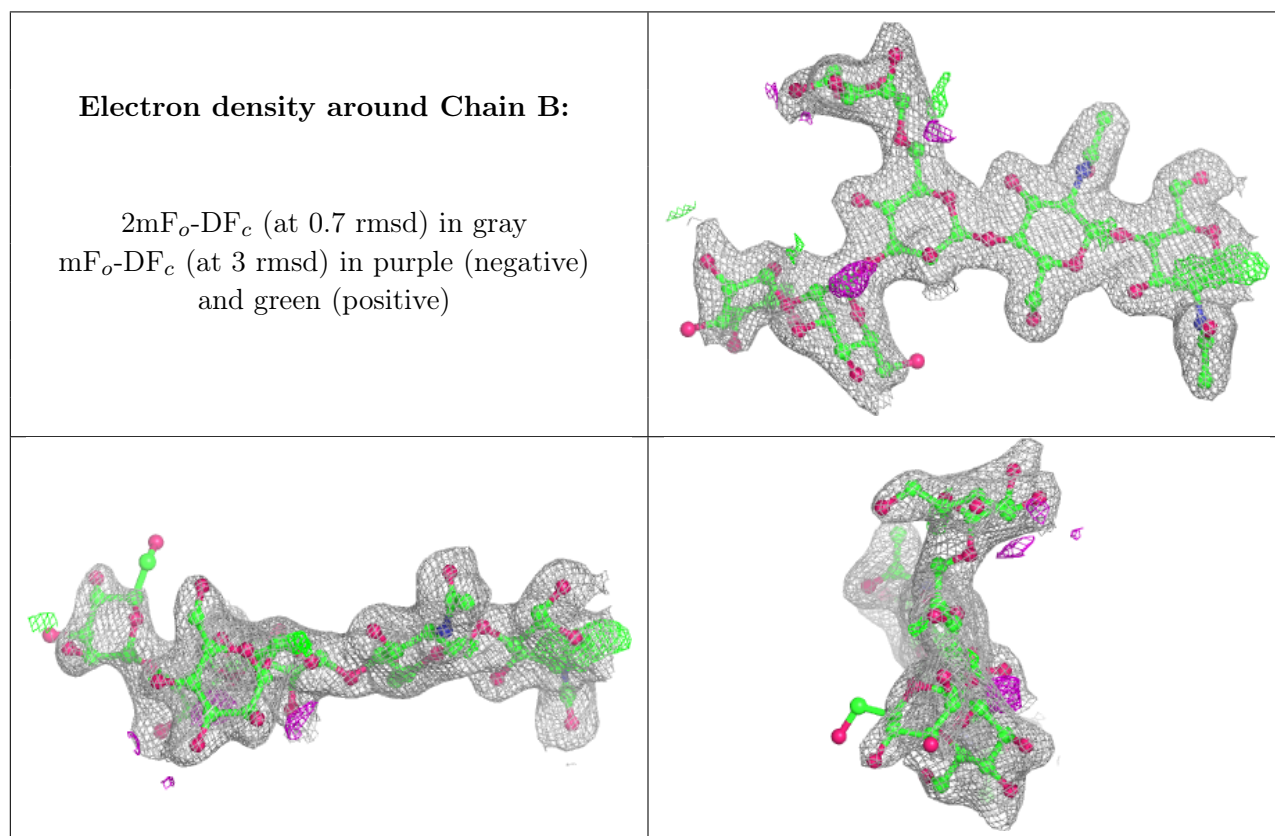 Electron density around Chain B:
2mFo-DFc (at 0.7 rmsd) in gray
mFo-DFc (at 3 rmsd) in purple (negative)
and green (positive)